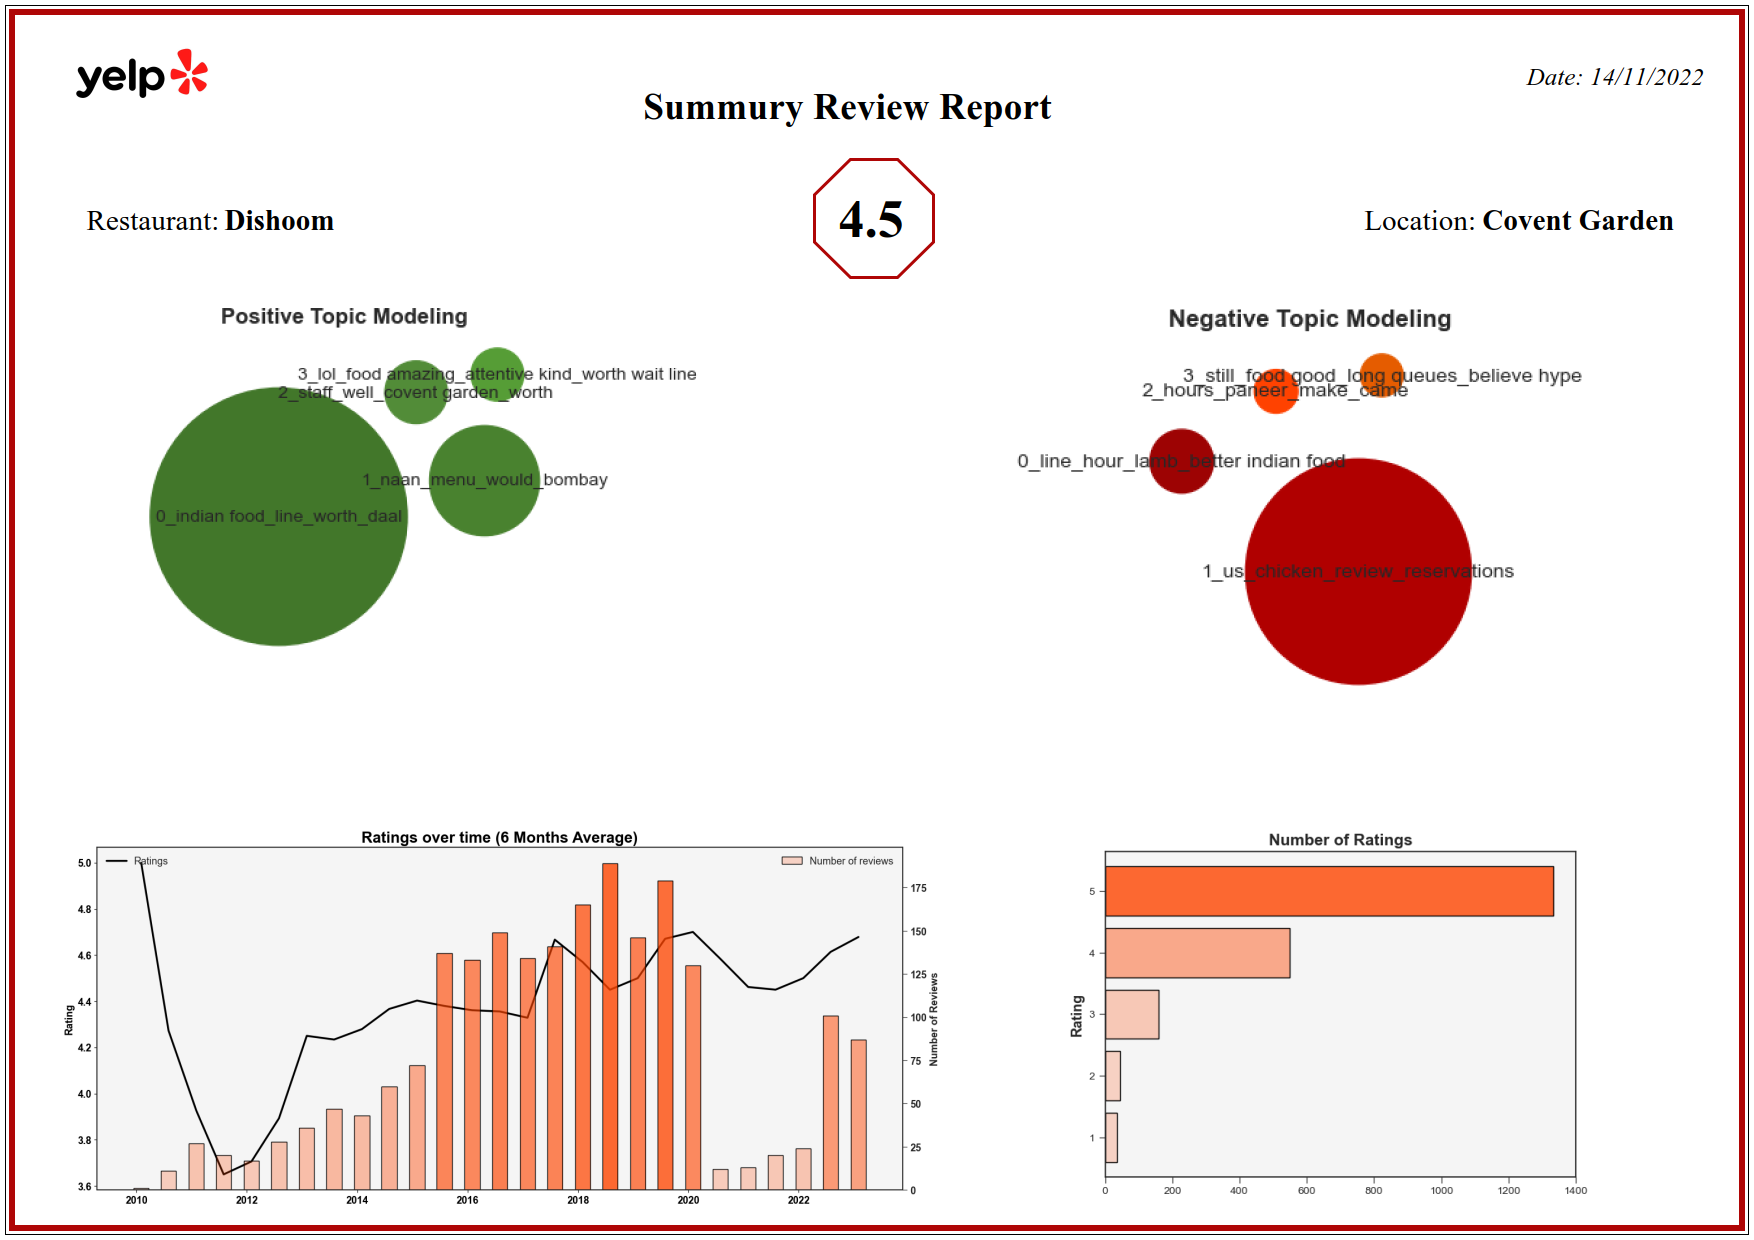 yelp
Date: 14/11/2022
Summury Review Report
4.5
Restaurant: Dishoom
Location: Covent Garden
Positive Topic Modeling
3_lol_food amazing_attentive kind_worth wait line
2_staff_well_covent garden_worth
1_naan_menu_would_bombay
0_indian food_line_worth_daal
Negative Topic Modeling
3_still_food good_long queues_believe hype
2_hours_paneer_make_came
0_line_hour_lamb_better indian food
1_us_chicken_review_reservations
Ratings over time (6 Months Average)
Ratings
Number of reviews
Rating
5.0
4.8
4.6
4.4
4.2
4.0
3.8
3.6
2010 2012 2014 2016 2018 2020 2022
175
150
125
100
75
50
25
0
Number of Reviews
Number of Ratings
Rating
5
4
3
2
1
0 200 400 600 800 1000 1200 1400